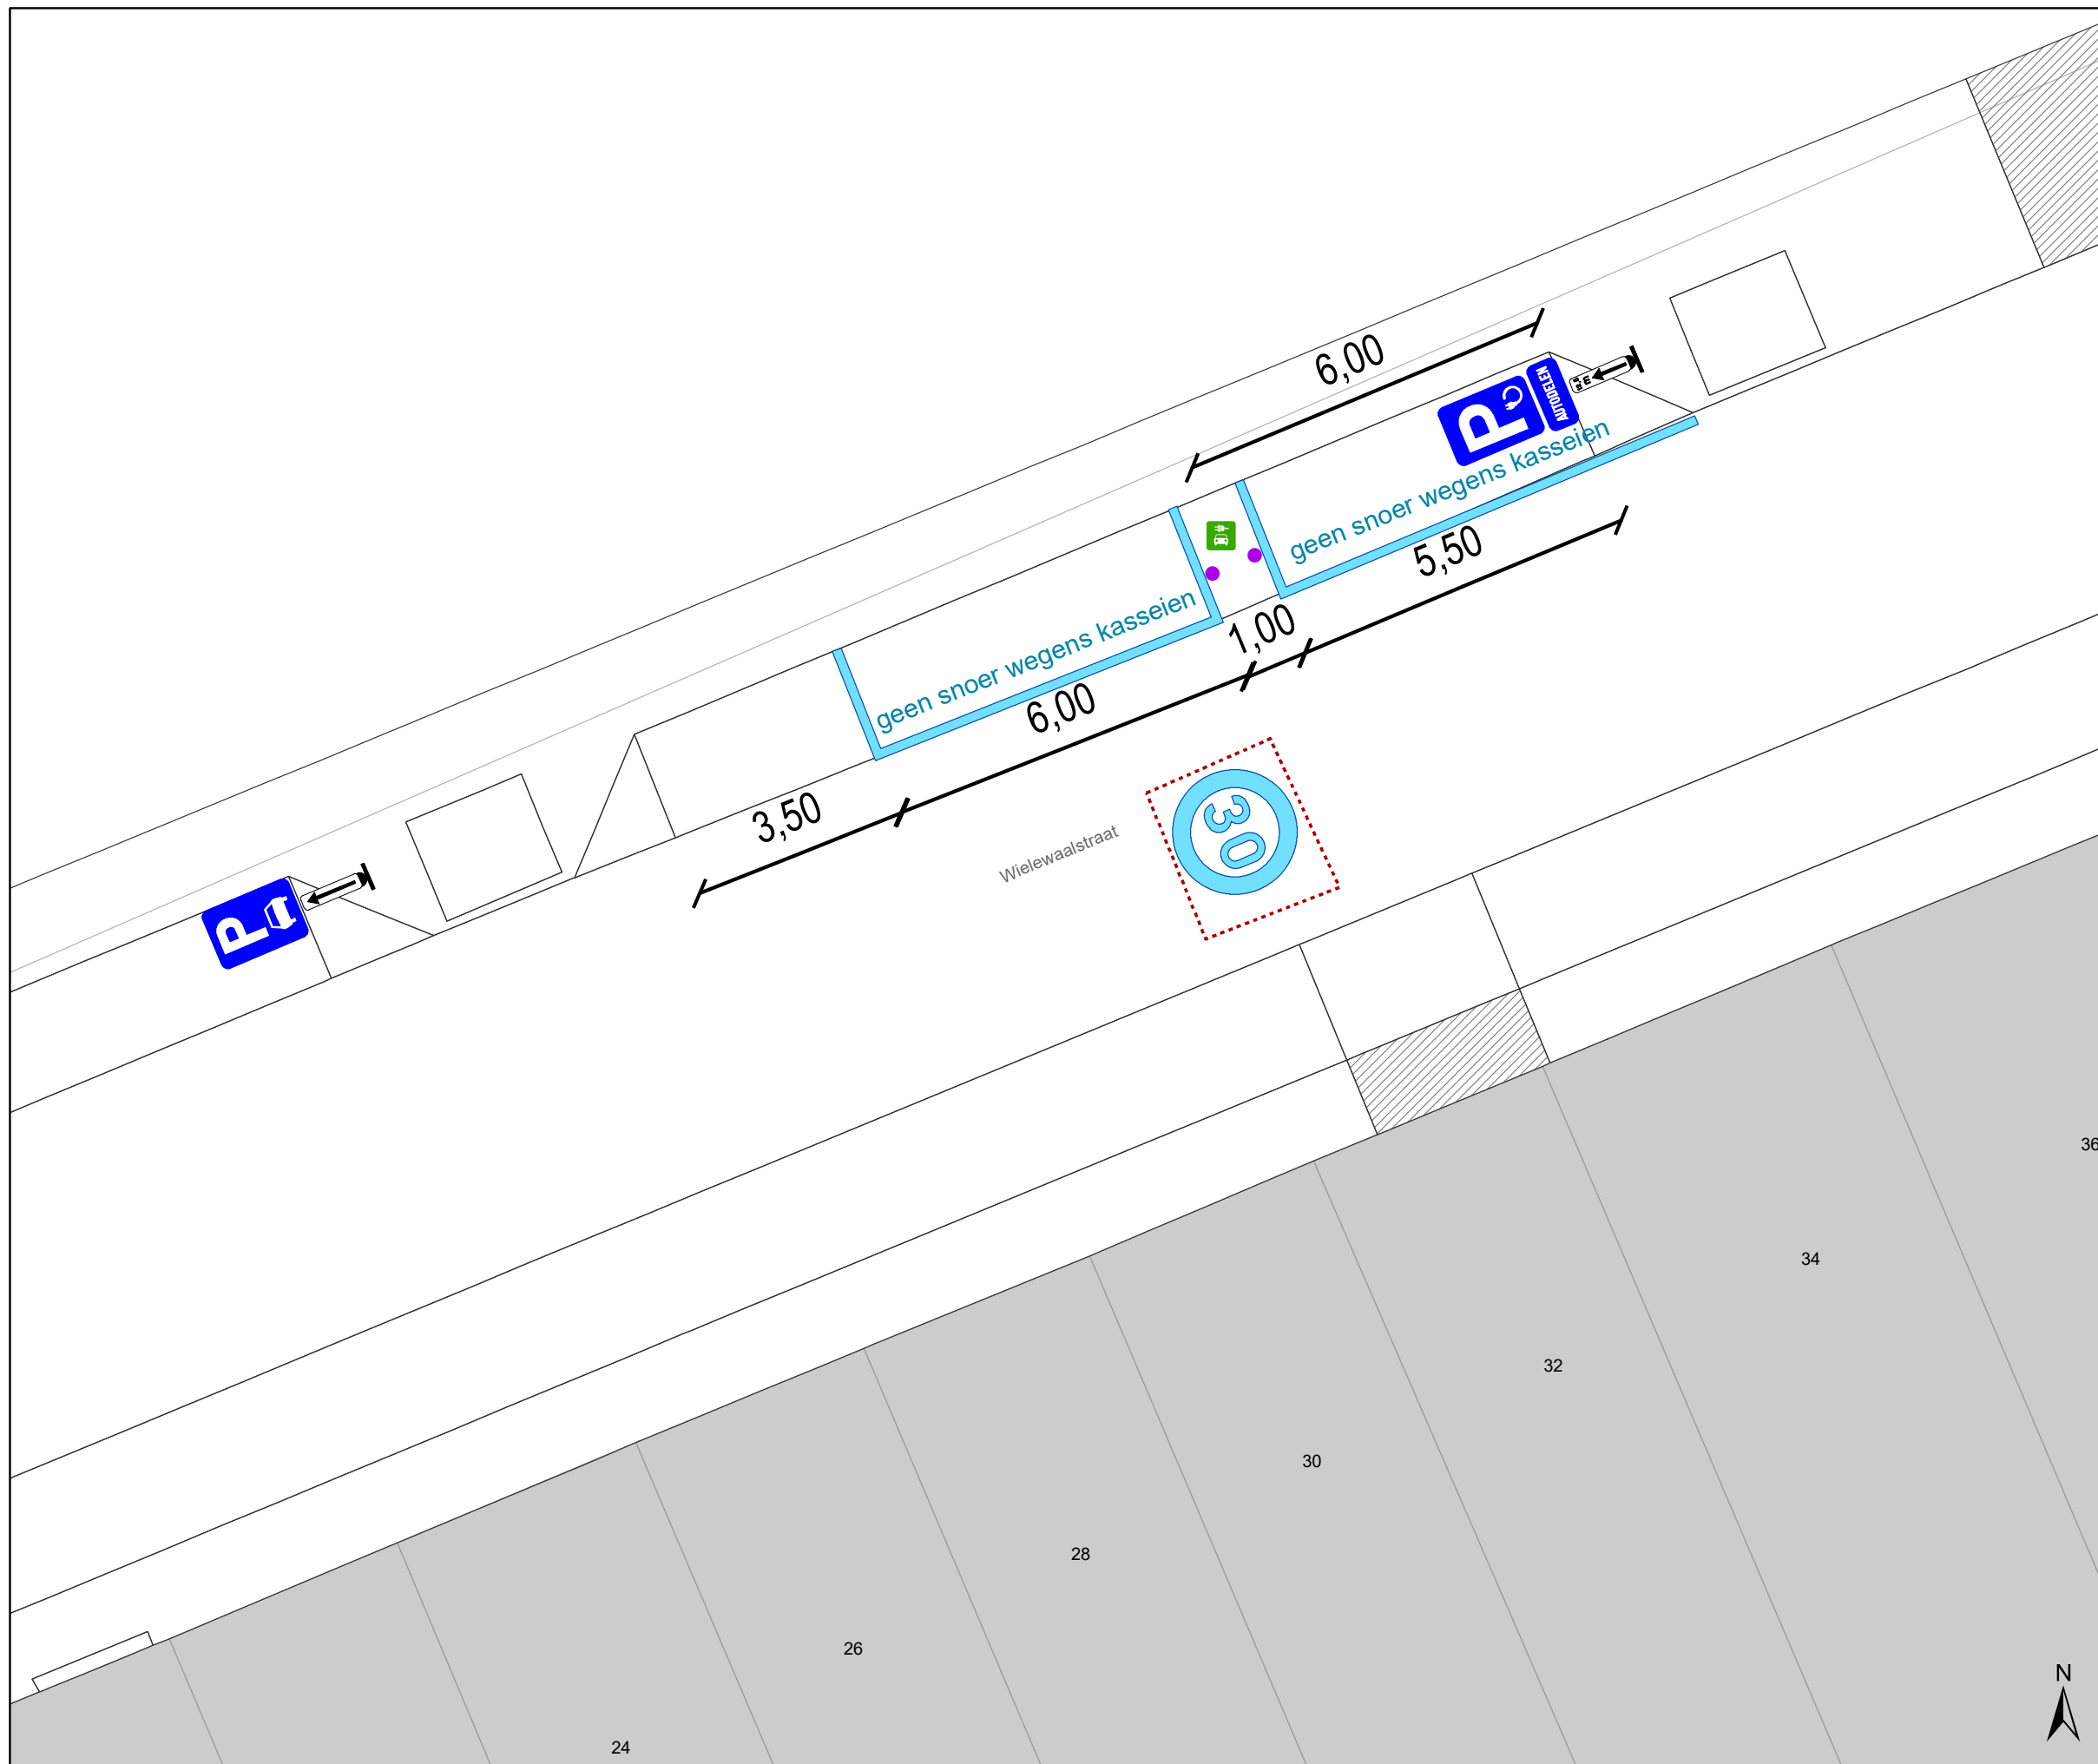 6,00
P
AUTODELEN
geen snoer wegens kasseien
5,50
geen snoer wegens kasseien
1,00
6,00
3,50
30
Wielewaalstraat
P
36
34
32
30
28
26
24
N